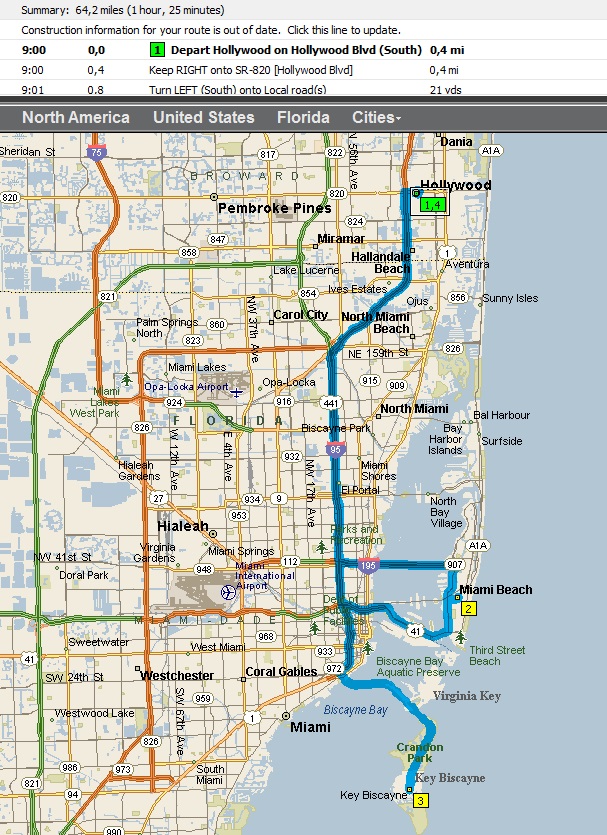 Summary: 64,2 miles (1 hour, 25 minutes)
Construction information for your route is out of date. Click this line to update.
9:00 0,0 1 Depart Hollywood on Hollywood Blvd (South) 0,4 mi
9:00 0,4 Keep RIGHT onto SR-820 [Hollywood Blvd] 0,4 mi
9:01 0.8 Turn LEFT (South) onto Local road(s) 21 yds
North America United States Florida Cities
Dania
Sheridan St
75
817
822
N 56th Ave
A1A
BROWARD
820
820
Hollywood
Pembroke Pines
1,4
824
847
Miramar
858
Hallandale Beach
1
Lake Lucerne
Aventura
821
854
Ives Estates
Ojus
856
Sunny Isles
Palm Springs North
860
NW 37th Ave
Carol City
North Miami Beach
823
NE 159th St
826
Miami Lakes
Opa-Locka Airport
Opa-Locka
915
909
Miami Lakes West Park
924
916
441
North Miami
826
FLORIDA
Biscayne Park
Bal Harbour
Bay Harbor Islands
Surfside
W 12th Ave
E 4th Ave
932
95
Hialeah Gardens
NW 17th Ave
Miami Shores
27
934
9
El Portal
953
North Bay Village
Hialeah
Parks and Recreation
NW 41st St
Virginia Gardens
Miami Springs
112
195
907
A1A
Doral Park
948
Miami International Airport
Miami Beach
2
Dept of Public Facilities
MIAMI-DADE
41
968
Sweetwater
West Miami
933
Third Street Beach
41
Biscayne Bay Aquatic Preserve
SW 24th St
Westchester
Coral Gables
972
Virginia Key
959
SW 67th Ave
Westwood Lake
1
Biscayne Bay
Miami
826
Crandon Park
986
973
South Miami
Key Biscayne
94
Key Biscayne
3
990